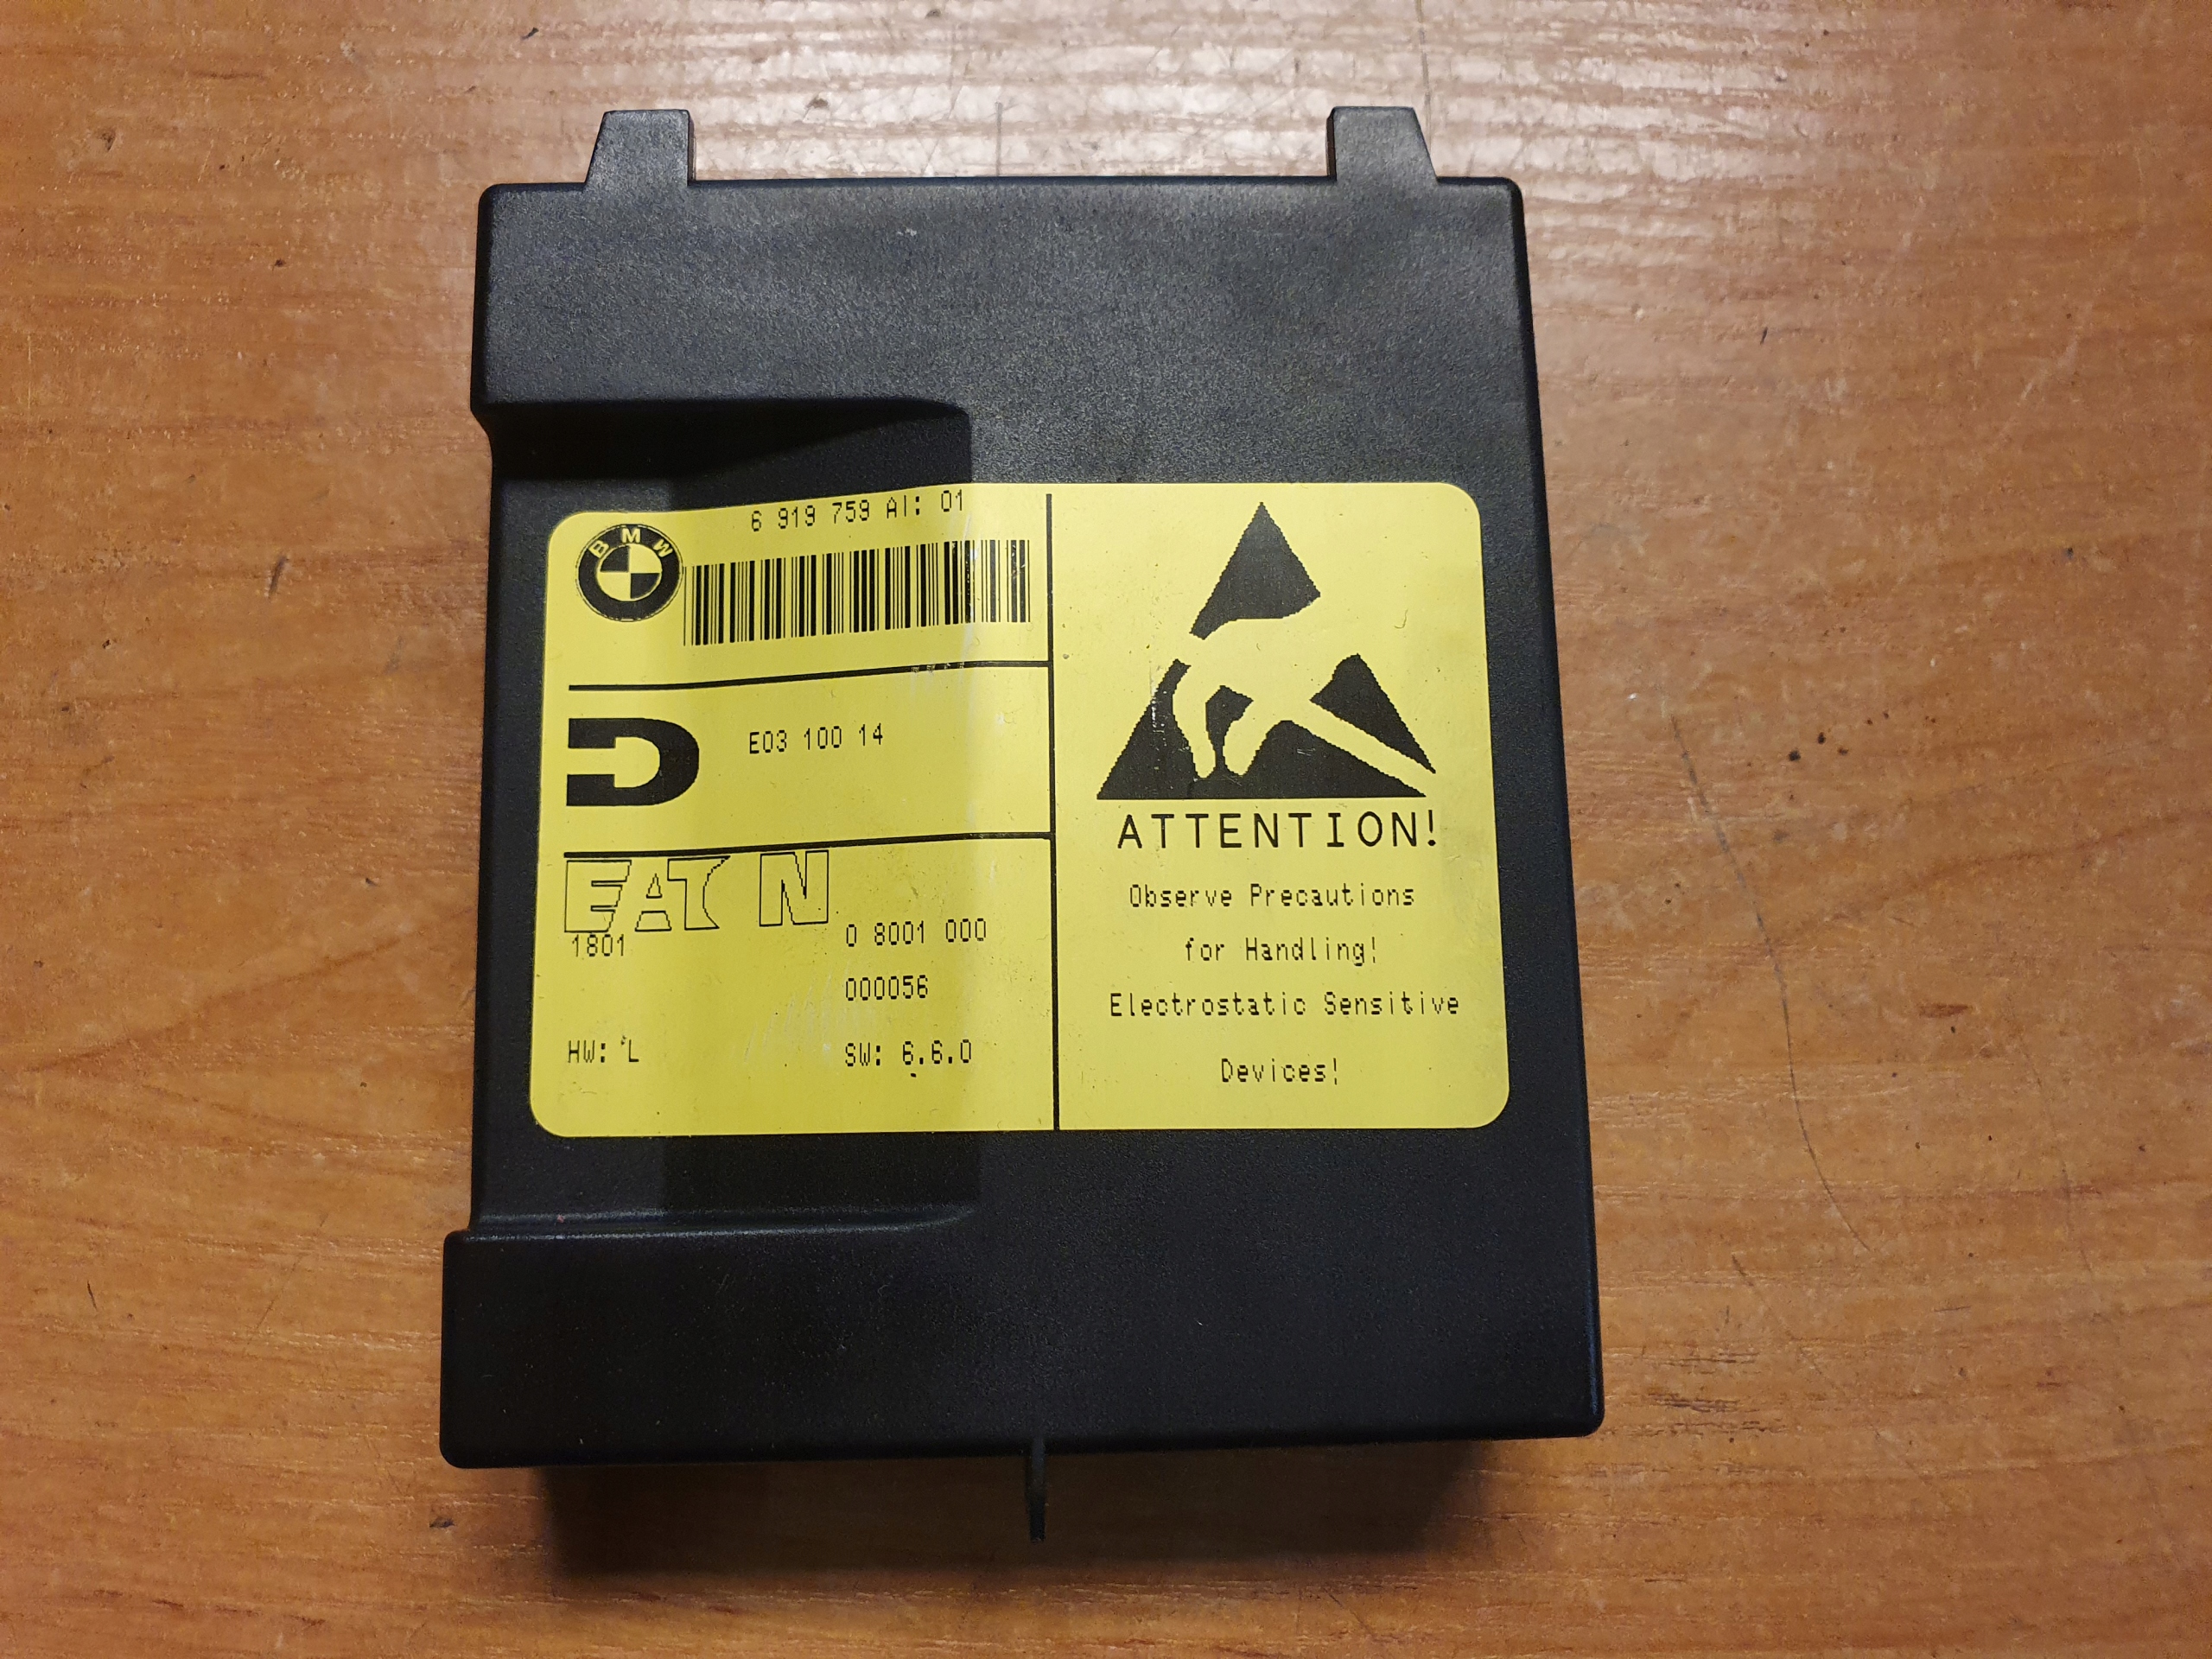 6 919 759 AI: 01
BMW
E03 100 14
EATON
1801
0 8001 000
000056
HW: L
SW: 6.6.0
ATTENTION!
Observe Precautions
for Handling!
Electrostatic Sensitive
Devices!